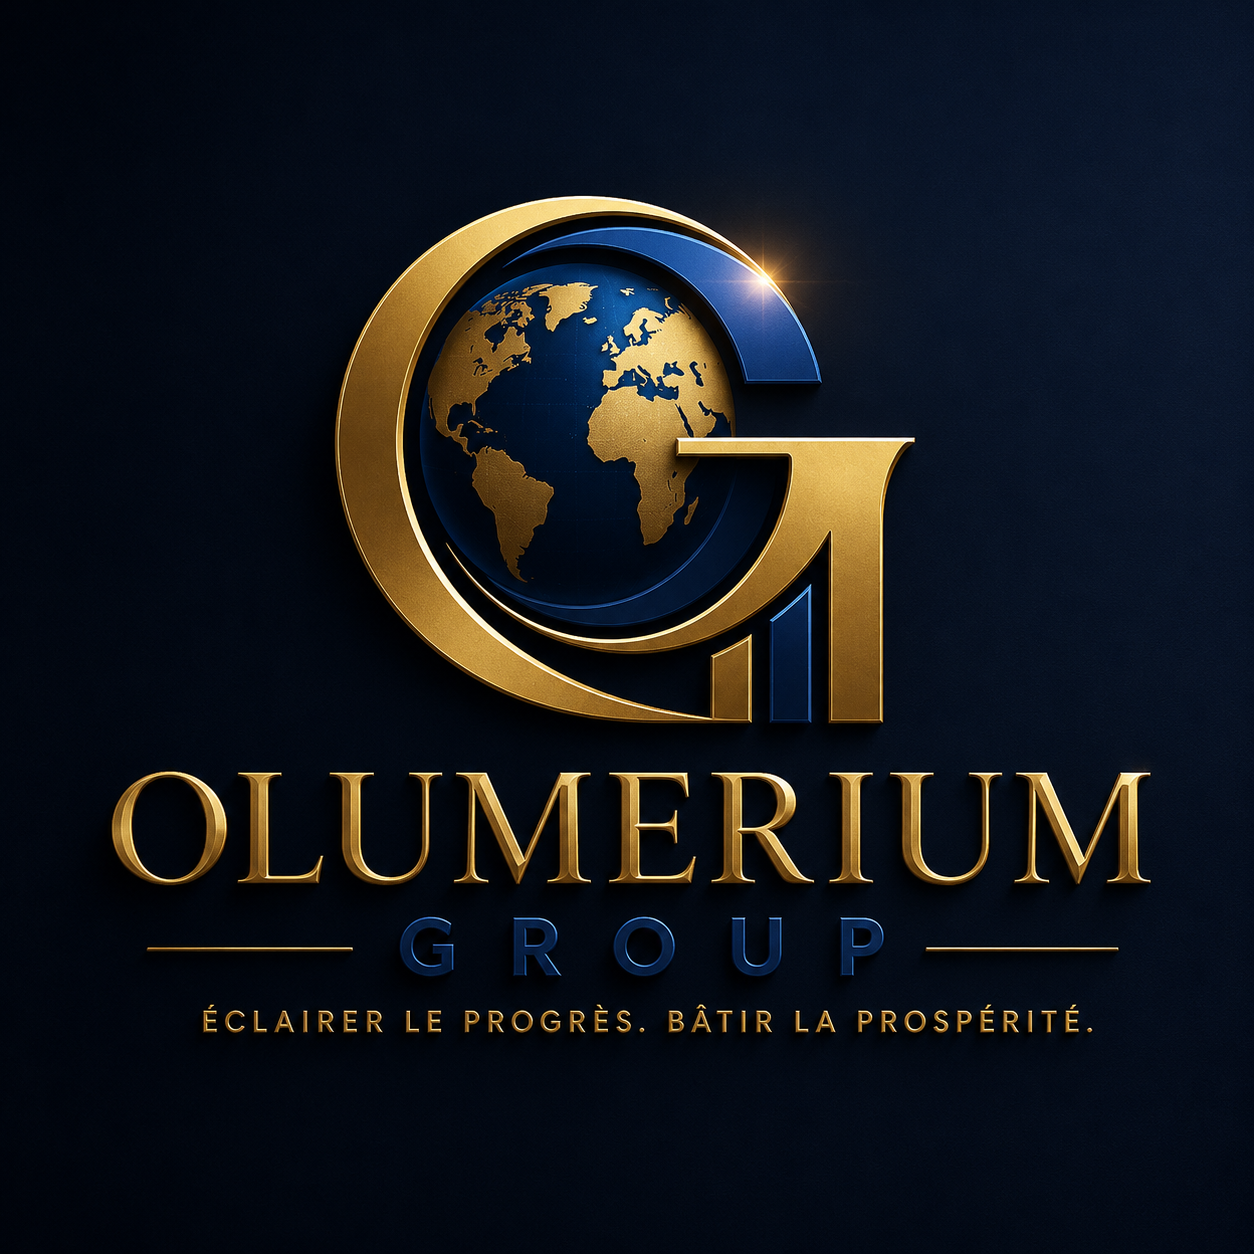 OLUMERIUM
GROUP
ÉCLAIRER LE PROGRÈS. BÂTIR LA PROSPÉRITÉ.